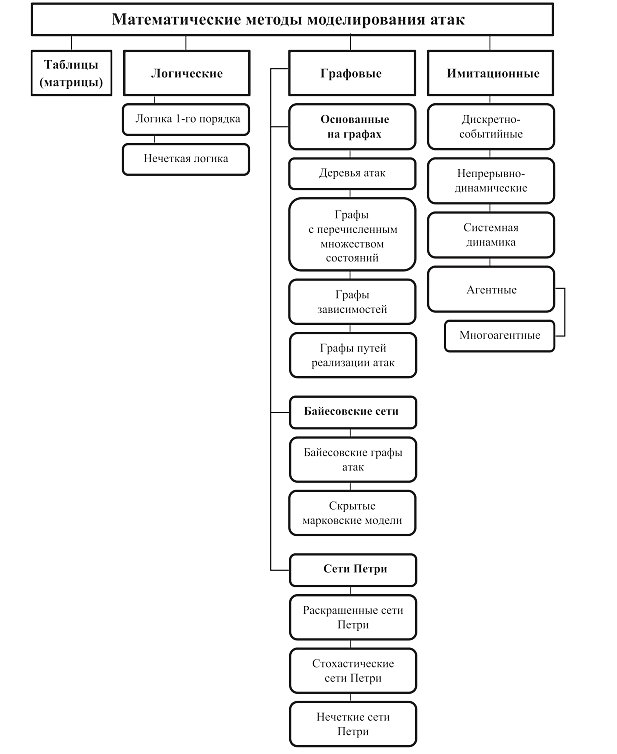 Математические методы моделирования атак
Таблицы
(матрицы)
Логические
Логика 1-го порядка
Нечеткая логика
Графовые
Основанные
на графах
Деревья атак
Графы
с перечисленным
множеством
состояний
Графы
зависимостей
Графы путей
реализации атак
Байесовские сети
Байесовские графы
атак
Скрытые
марковские модели
Сети Петри
Раскрашенные сети
Петри
Стохастические
сети Петри
Нечеткие сети
Петри
Имитационные
Дискретно-
событийные
Непрерывно-
динамические
Системная
динамика
Агентные
Многоагентные